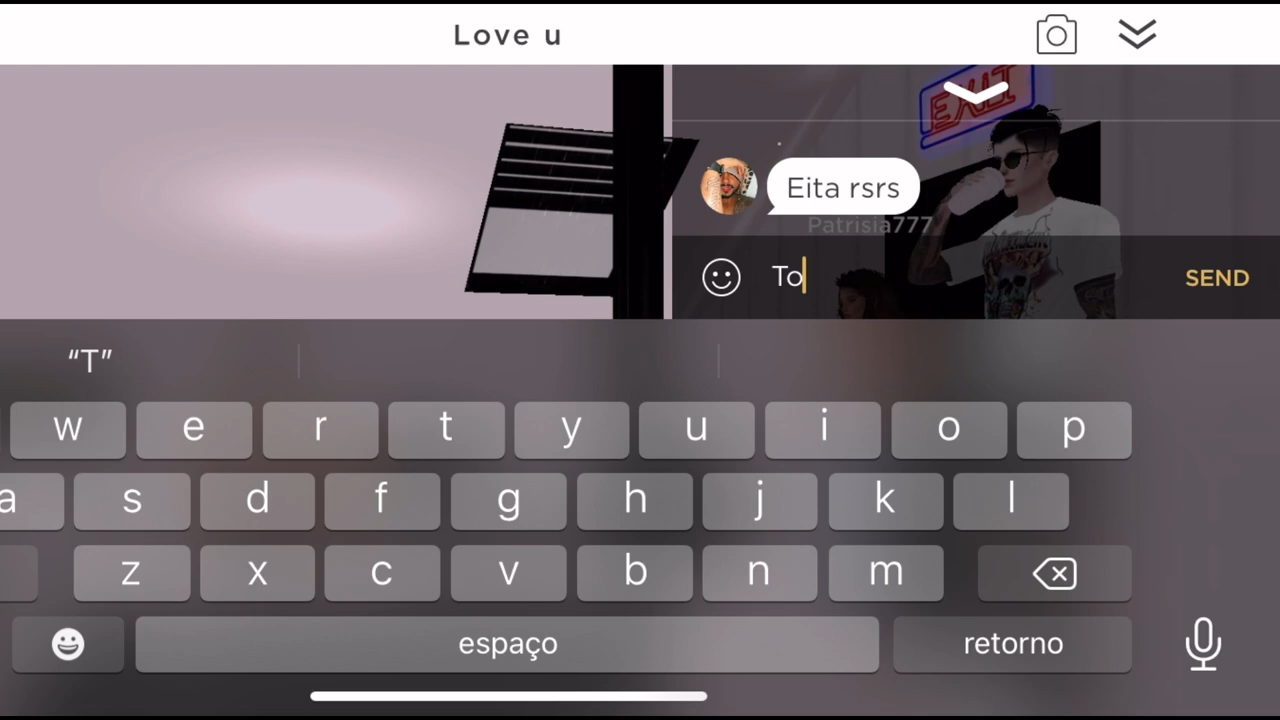 Love u
EXIT
Eita rsrs
Patrisia777
To
SEND
“T”
w e r t y u i o p
a s d f g h j k l
z x c v b n m
espaço retorno